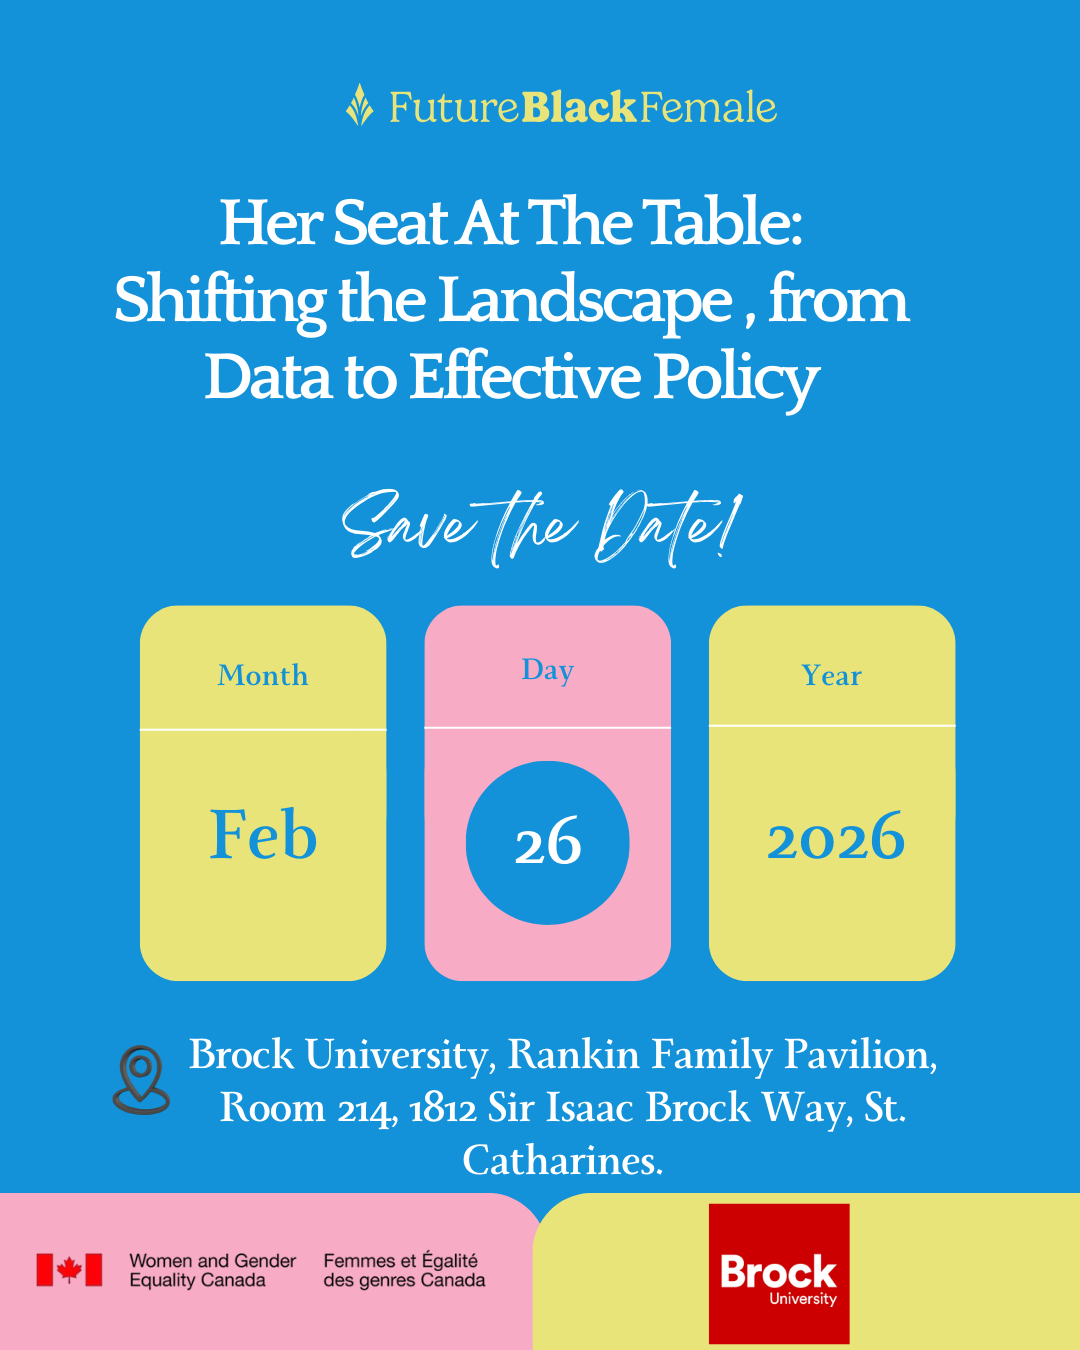 FutureBlackFemale
Her Seat At The Table:
Shifting the Landscape , from
Data to Effective Policy
Save the Date!
Month
Feb
Day
26
Year
2026
Brock University, Rankin Family Pavilion,
Room 214, 1812 Sir Isaac Brock Way, St.
Catharines.
Women and Gender
Equality Canada
Femmes et Égalité
des genres Canada
Brock
University